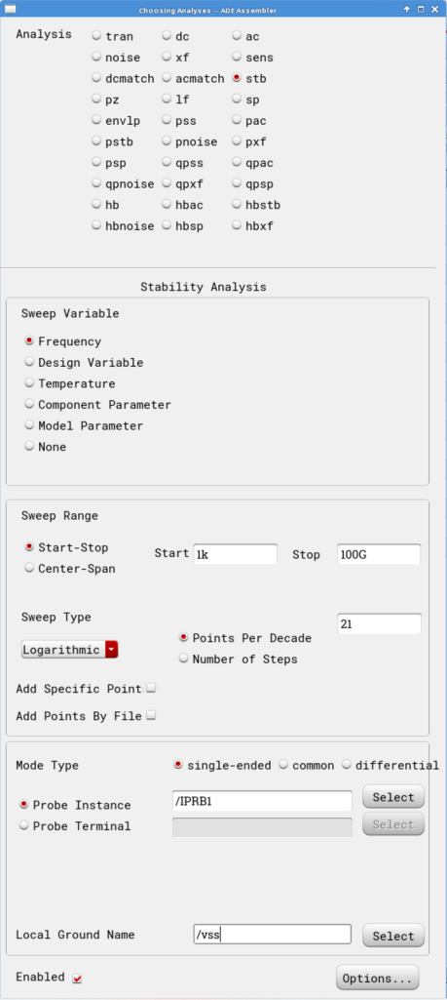 Choosing Analyses -- ADE Assembler
Analysis tran dc ac
noise xf sens
dcmatch acmatch stb
pz lf sp
envlp pss pac
pstb pnoise pxf
psp qpss qpac
qpnoise qpxf qpsp
hb hbac hbstb
hbnoise hbsp hbxf
Stability Analysis
Sweep Variable
Frequency
Design Variable
Temperature
Component Parameter
Model Parameter
None
Sweep Range
Start-Stop Start 1k Stop 100G
Center-Span
Sweep Type 21
Logarithmic Points Per Decade
Number of Steps
Add Specific Point
Add Points By File
Mode Type single-ended common differential
Probe Instance /IPRB1 Select
Probe Terminal Select
Local Ground Name /vss Select
Enabled Options...